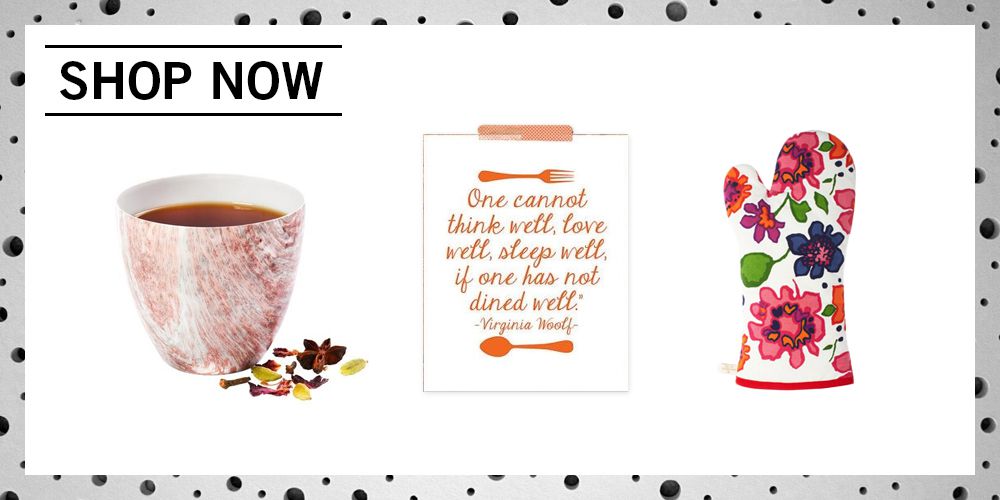 SHOP NOW
One cannot
think well, love
well, sleep well,
if one has not
dined well."
-Virginia Woolf-